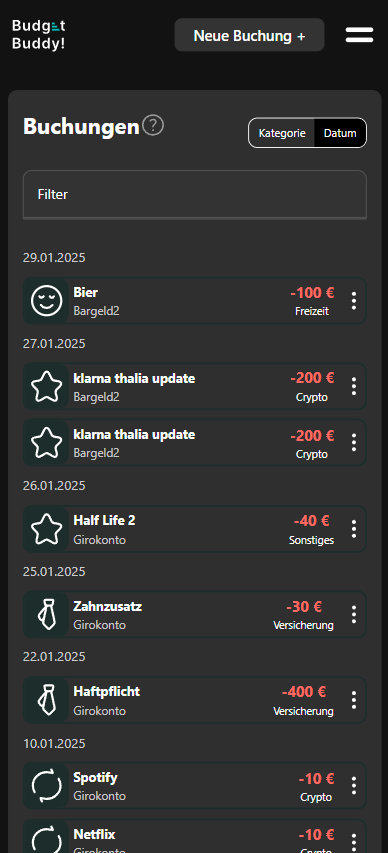 Budget
Buddy!
Neue Buchung +
Buchungen ?
Kategorie Datum
Filter
29.01.2025
Bier -100 €
Bargeld2 Freizeit
27.01.2025
klarna thalia update -200 €
Bargeld2 Crypto
klarna thalia update -200 €
Bargeld2 Crypto
26.01.2025
Half Life 2 -40 €
Girokonto Sonstiges
25.01.2025
Zahnzusatz -30 €
Girokonto Versicherung
22.01.2025
Haftpflicht -400 €
Girokonto Versicherung
10.01.2025
Spotify -10 €
Girokonto Crypto
Netflix -10 €
Girokonto Crypto